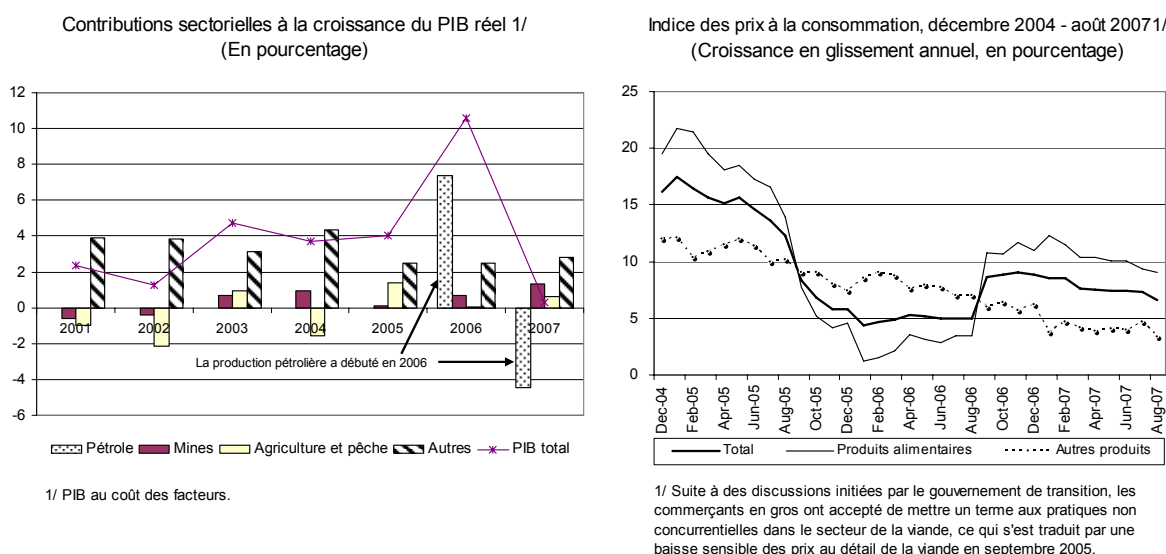 Contributions sectorielles à la croissance du PIB réel 1/
(En pourcentage)
12
10
8
6
4
2
0
-2
-4
-6
2001
2002
2003
2004
2005
2006
2007
La production pétrolière a débuté en 2006
Pétrole
Mines
Agriculture et pêche
Autres
PIB total
1/ PIB au coût des facteurs.
Indice des prix à la consommation, décembre 2004 - août 20071/
(Croissance en glissement annuel, en pourcentage)
25
20
15
10
5
0
Dec-04
Feb-05
Apr-05
Jun-05
Aug-05
Oct-05
Dec-05
Feb-06
Apr-06
Jun-06
Aug-06
Oct-06
Dec-06
Feb-07
Apr-07
Jun-07
Aug-07
Total
Produits alimentaires
Autres produits
1/ Suite à des discussions initiées par le gouvernement de transition, les
commerçants en gros ont accepté de mettre un terme aux pratiques non
concurrentielles dans le secteur de la viande, ce qui s'est traduit par une
baisse sensible des prix au détail de la viande en septembre 2005.